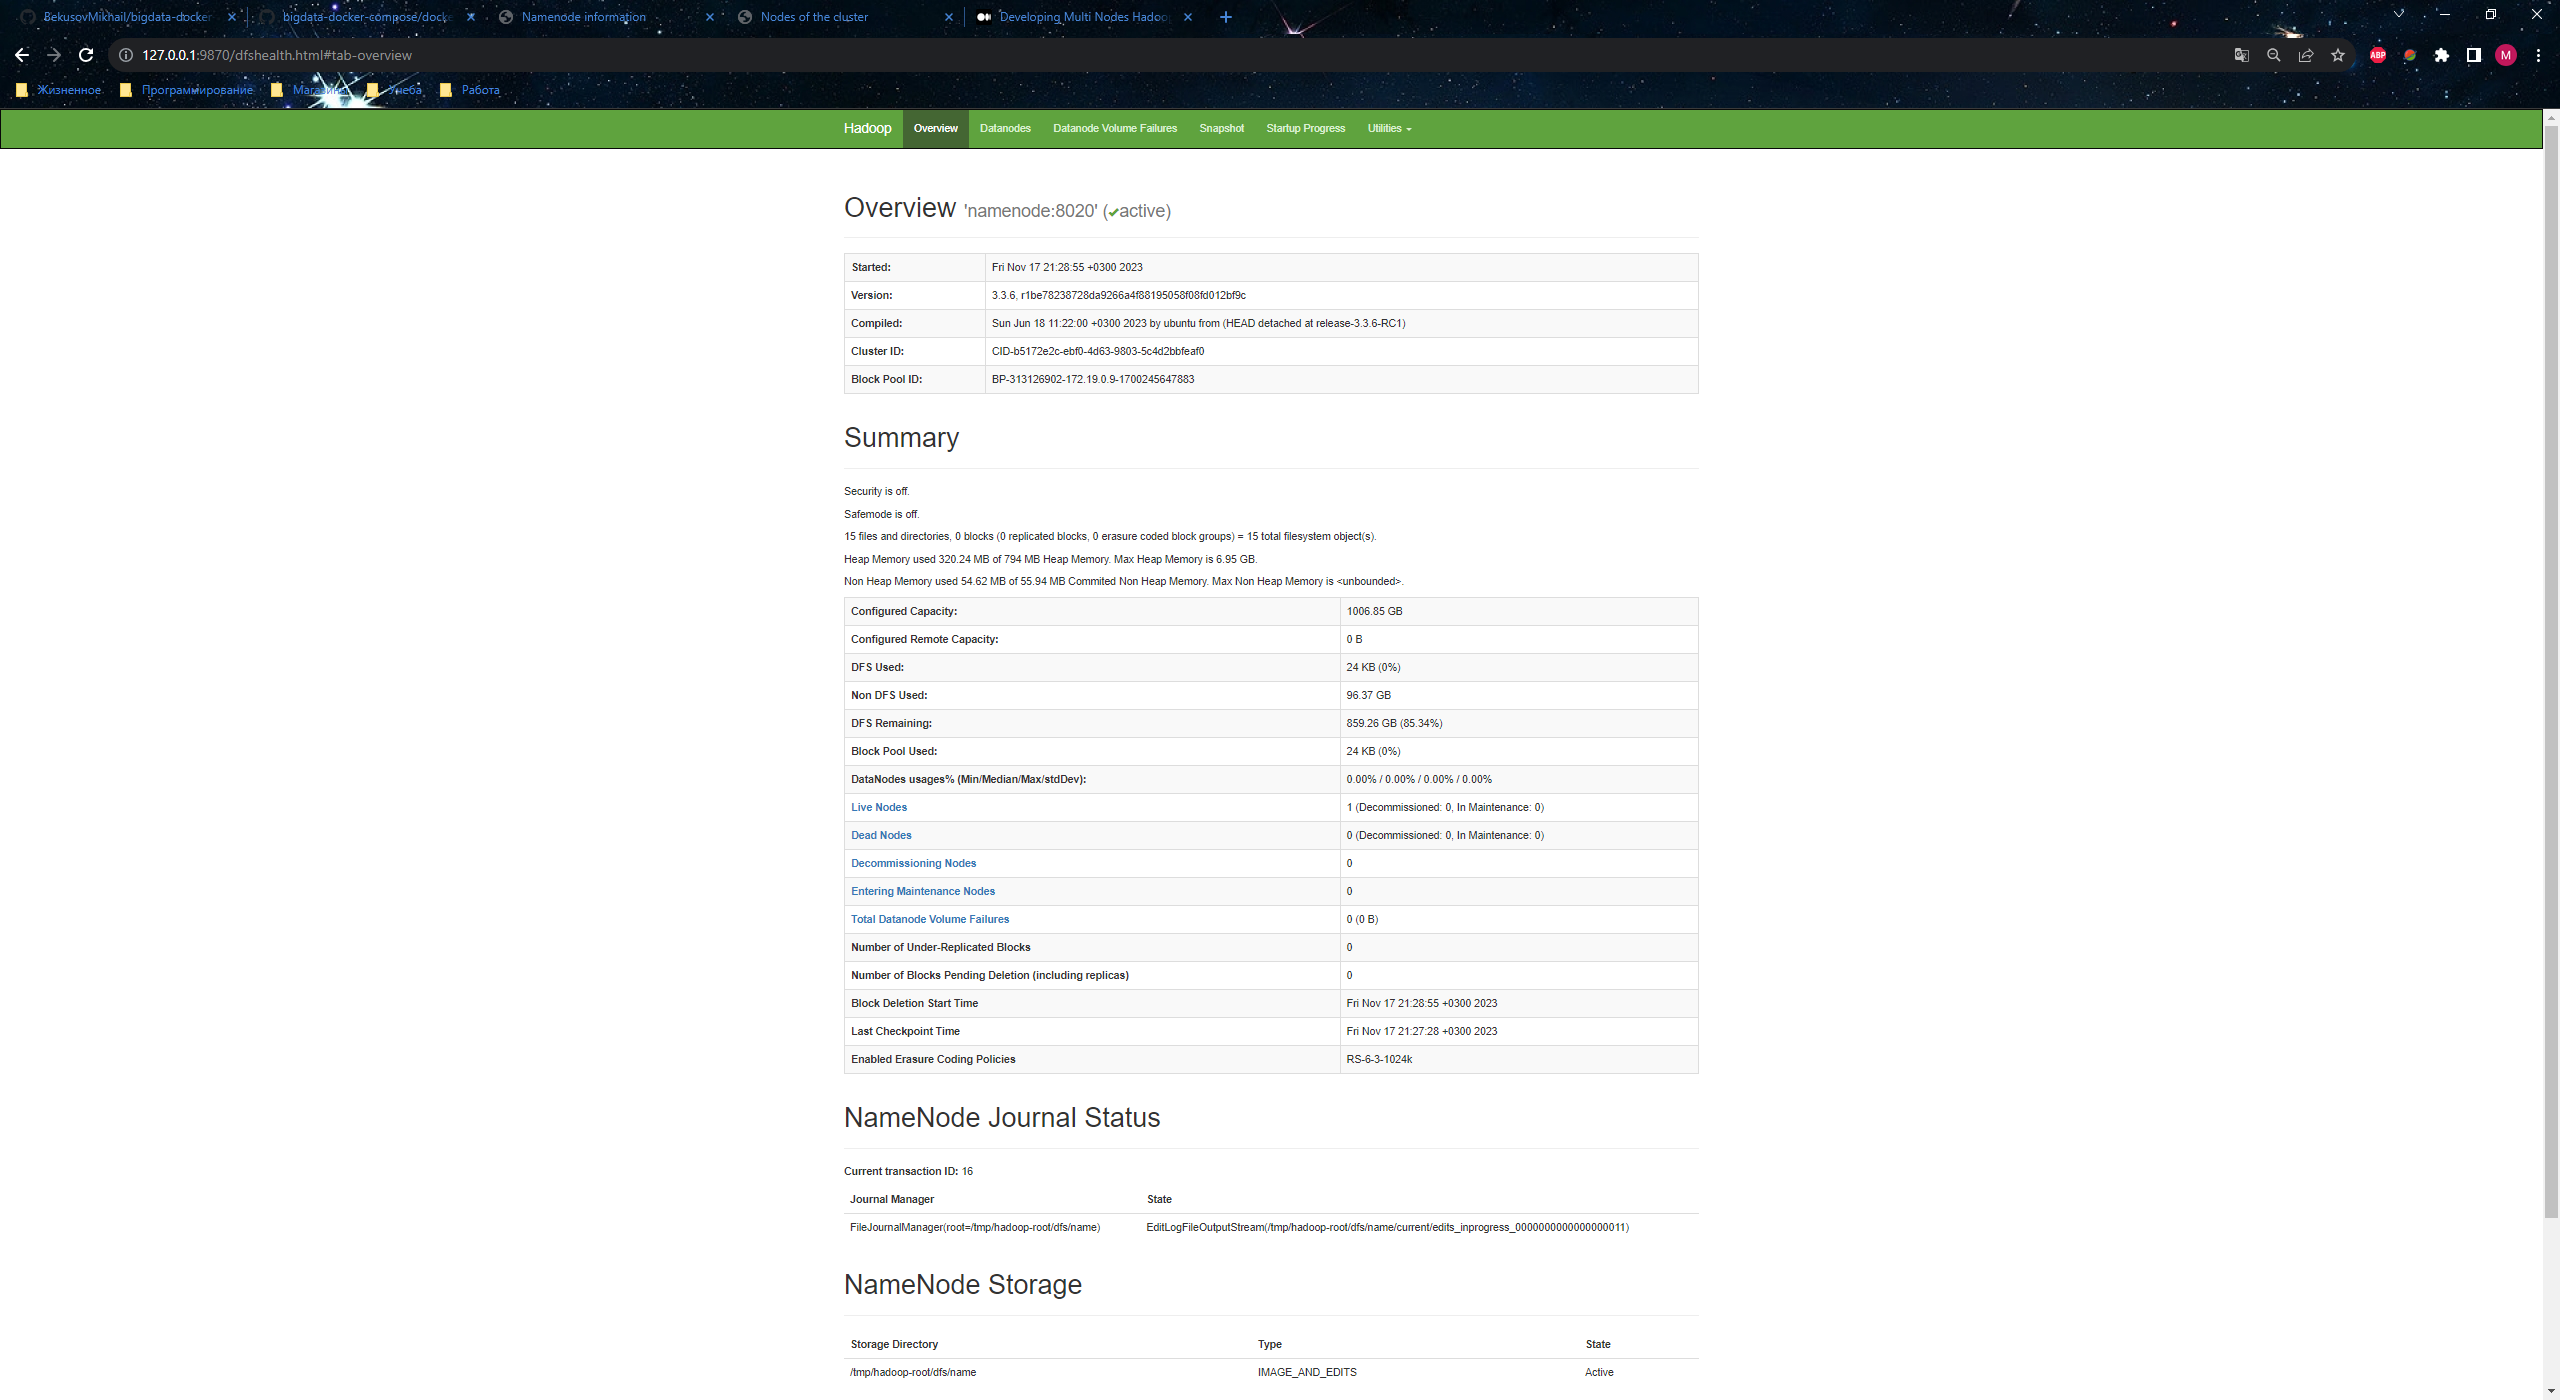 BekusovMikhail/bigdata-docker
bigdata-docker-compose/docke
Namenode information
Nodes of the cluster
Developing Multi Nodes Hadoo
127.0.0.1:9870/dfshealth.html#tab-overview
ABP
M
Жизненное
Программирование
Магазины
Учеба
Работа
Hadoop Overview Datanodes Datanode Volume Failures Snapshot Startup Progress Utilities
Overview 'namenode:8020' (✔active)
Started: Fri Nov 17 21:28:55 +0300 2023
Version: 3.3.6, r1be78238728da9266a4f88195058f08fd012bf9c
Compiled: Sun Jun 18 11:22:00 +0300 2023 by ubuntu from (HEAD detached at release-3.3.6-RC1)
Cluster ID: CID-b5172e2c-ebf0-4d63-9803-5c4d2bbfeaf0
Block Pool ID: BP-313126902-172.19.0.9-1700245647883
Summary
Security is off.
Safemode is off.
15 files and directories, 0 blocks (0 replicated blocks, 0 erasure coded block groups) = 15 total filesystem object(s).
Heap Memory used 320.24 MB of 794 MB Heap Memory. Max Heap Memory is 6.95 GB.
Non Heap Memory used 54.62 MB of 55.94 MB Commited Non Heap Memory. Max Non Heap Memory is <unbounded>.
Configured Capacity: 1006.85 GB
Configured Remote Capacity: 0 B
DFS Used: 24 KB (0%)
Non DFS Used: 96.37 GB
DFS Remaining: 859.26 GB (85.34%)
Block Pool Used: 24 KB (0%)
DataNodes usages% (Min/Median/Max/stdDev): 0.00% / 0.00% / 0.00% / 0.00%
Live Nodes 1 (Decommissioned: 0, In Maintenance: 0)
Dead Nodes 0 (Decommissioned: 0, In Maintenance: 0)
Decommissioning Nodes 0
Entering Maintenance Nodes 0
Total Datanode Volume Failures 0 (0 B)
Number of Under-Replicated Blocks 0
Number of Blocks Pending Deletion (including replicas) 0
Block Deletion Start Time Fri Nov 17 21:28:55 +0300 2023
Last Checkpoint Time Fri Nov 17 21:27:28 +0300 2023
Enabled Erasure Coding Policies RS-6-3-1024k
NameNode Journal Status
Current transaction ID: 16
Journal Manager State
FileJournalManager(root=/tmp/hadoop-root/dfs/name) EditLogFileOutputStream(/tmp/hadoop-root/dfs/name/current/edits_inprogress_0000000000000000011)
NameNode Storage
Storage Directory Type State
/tmp/hadoop-root/dfs/name IMAGE_AND_EDITS Active